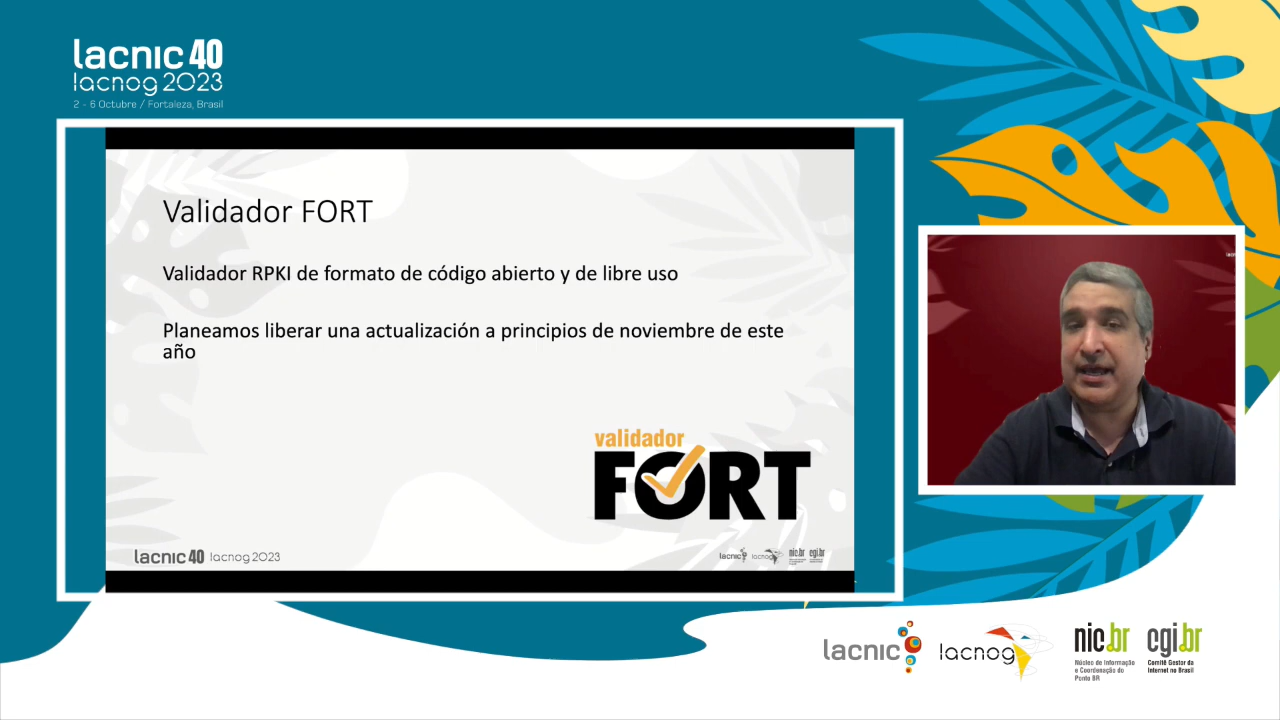 lacnic 40
lacnog 2023
2 - 6 Octubre / Fortaleza, Brasil
Validador FORT
Validador RPKI de formato de código abierto y de libre uso
Planeamos liberar una actualización a principios de noviembre de este
año
validador
FORT
lacnic 40 lacnog 2023
lacnic lacnog nic.br cgi.br
lacnic lacnog nic.br cgi.br
Núcleo de Informação
e Coordenação do
Ponto BR
Comitê Gestor da
Internet no Brasil